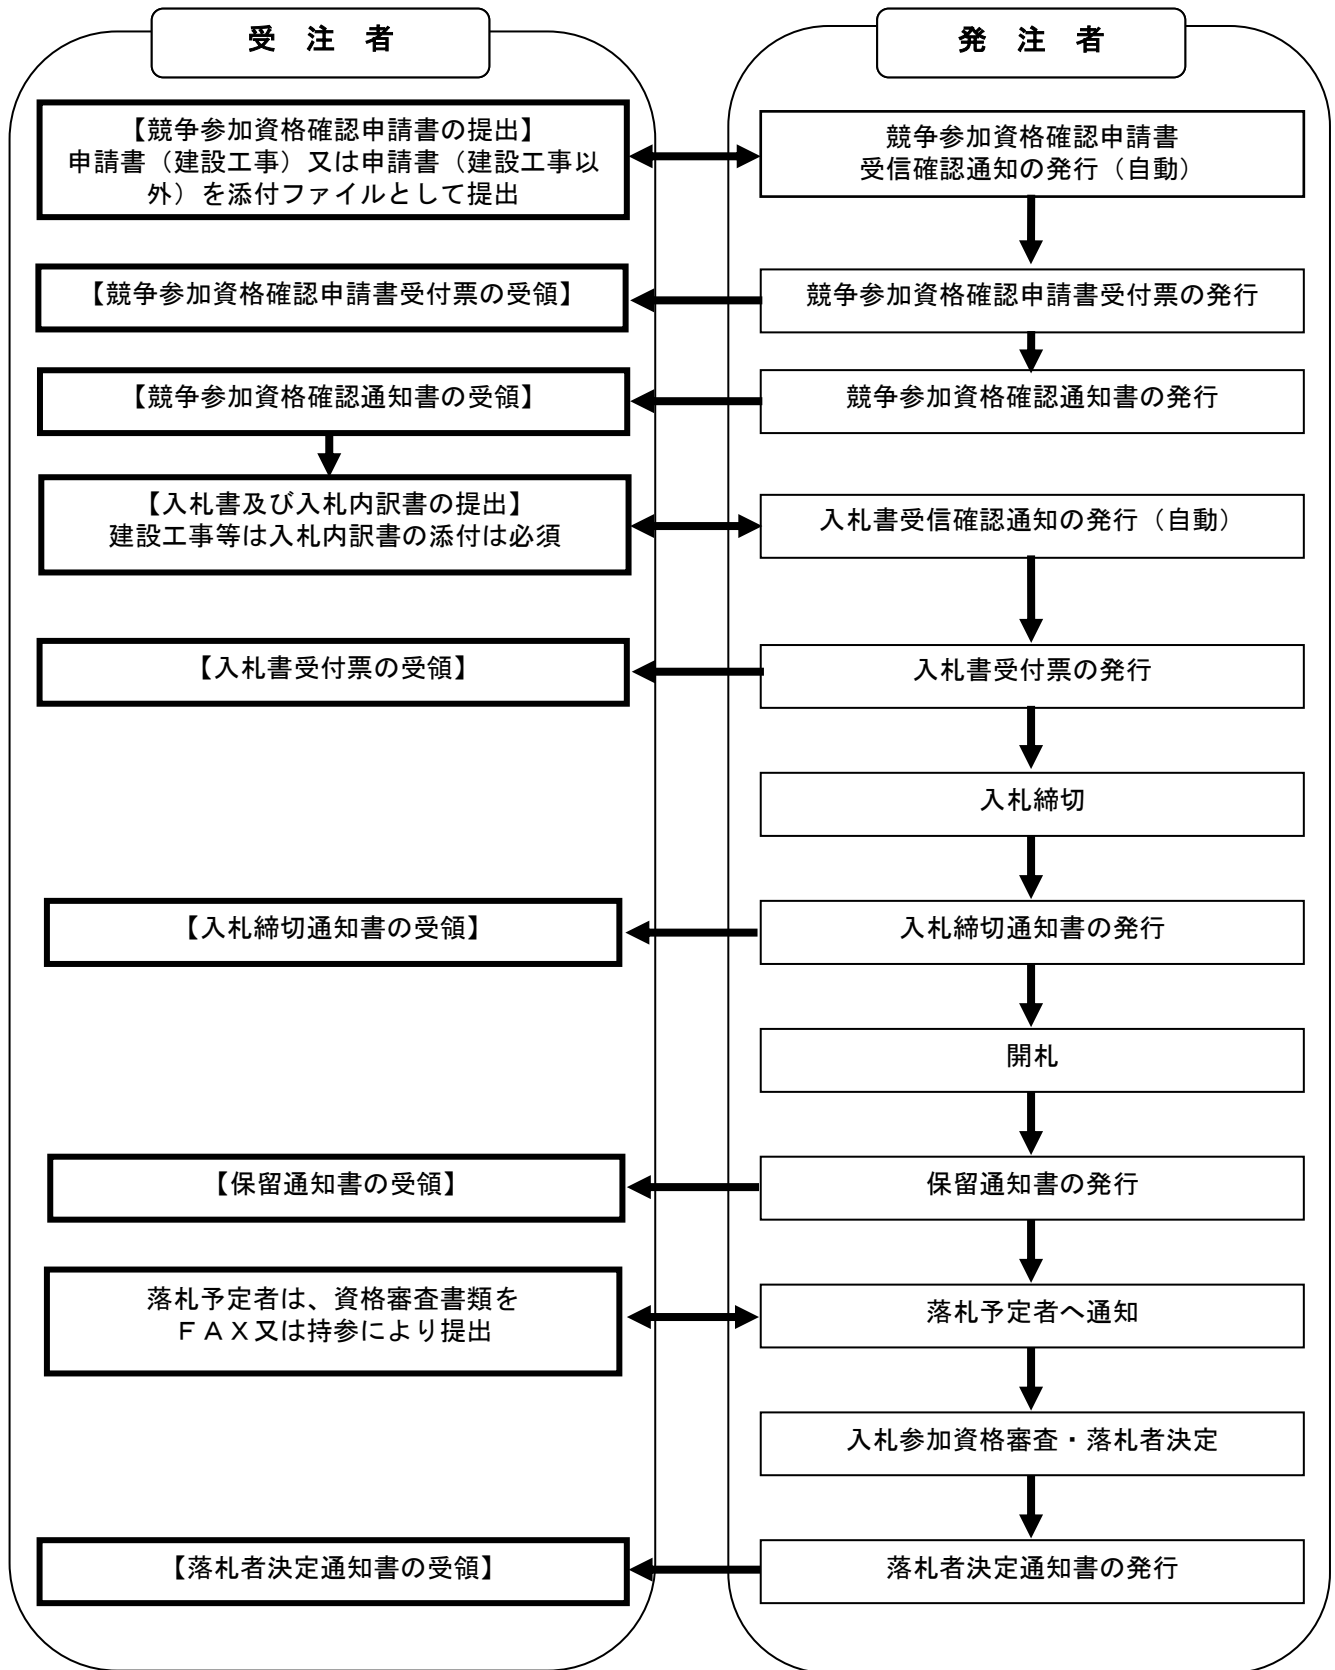 受 注 者
発 注 者
【競争参加資格確認申請書の提出】
申請書（建設工事）又は申請書（建設工事以
外）を添付ファイルとして提出
競争参加資格確認申請書
受信確認通知の発行（自動）
【競争参加資格確認申請書受付票の受領】
競争参加資格確認申請書受付票の発行
【競争参加資格確認通知書の受領】
競争参加資格確認通知書の発行
【入札書及び入札内訳書の提出】
建設工事等は入札内訳書の添付は必須
入札書受信確認通知の発行（自動）
【入札書受付票の受領】
入札書受付票の発行
入札締切
【入札締切通知書の受領】
入札締切通知書の発行
開札
【保留通知書の受領】
保留通知書の発行
落札予定者は、資格審査書類を
ＦＡＸ又は持参により提出
落札予定者へ通知
入札参加資格審査・落札者決定
【落札者決定通知書の受領】
落札者決定通知書の発行